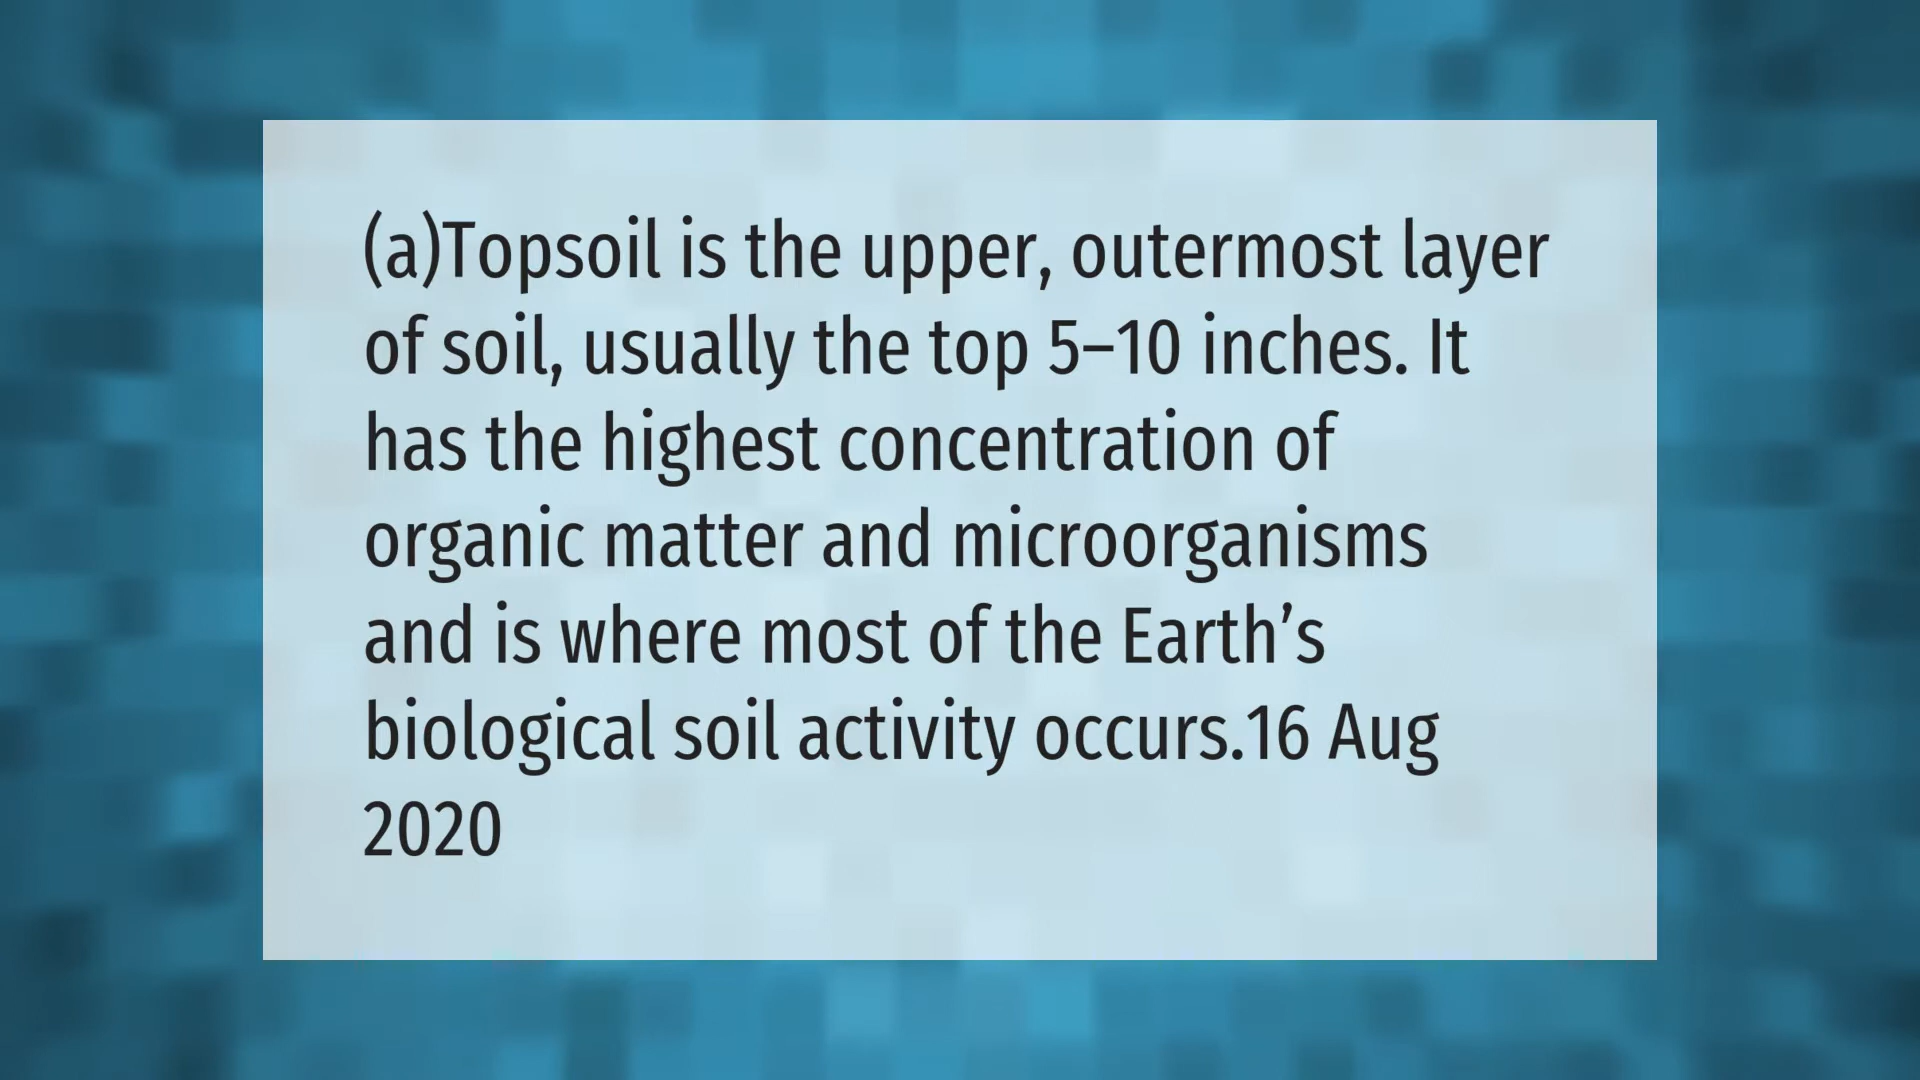 (a)Topsoil is the upper, outermost layer
of soil, usually the top 5–10 inches. It
has the highest concentration of
organic matter and microorganisms
and is where most of the Earth’s
biological soil activity occurs.16 Aug
2020